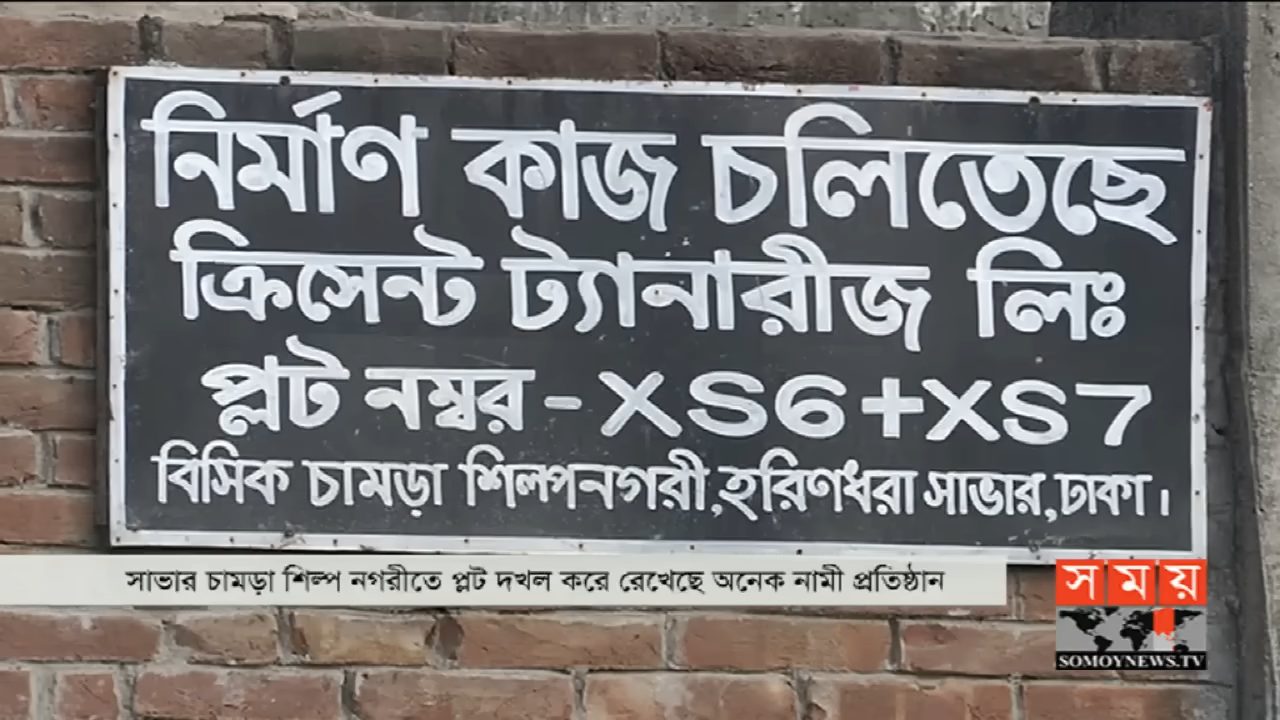 নির্মাণ কাজ চলিতেছে
ক্রিসেন্ট ট্যানারীজ লিঃ
প্লট নম্বর - XS6+XS7
বিসিক চামড়া শিল্পনগরী,হরিণধরা সাভার,ঢাকা।
সাভার চামড়া শিল্প নগরীতে প্লট দখল করে রেখেছে অনেক নামী প্রতিষ্ঠান
সময়
SOMOYNEWS.TV